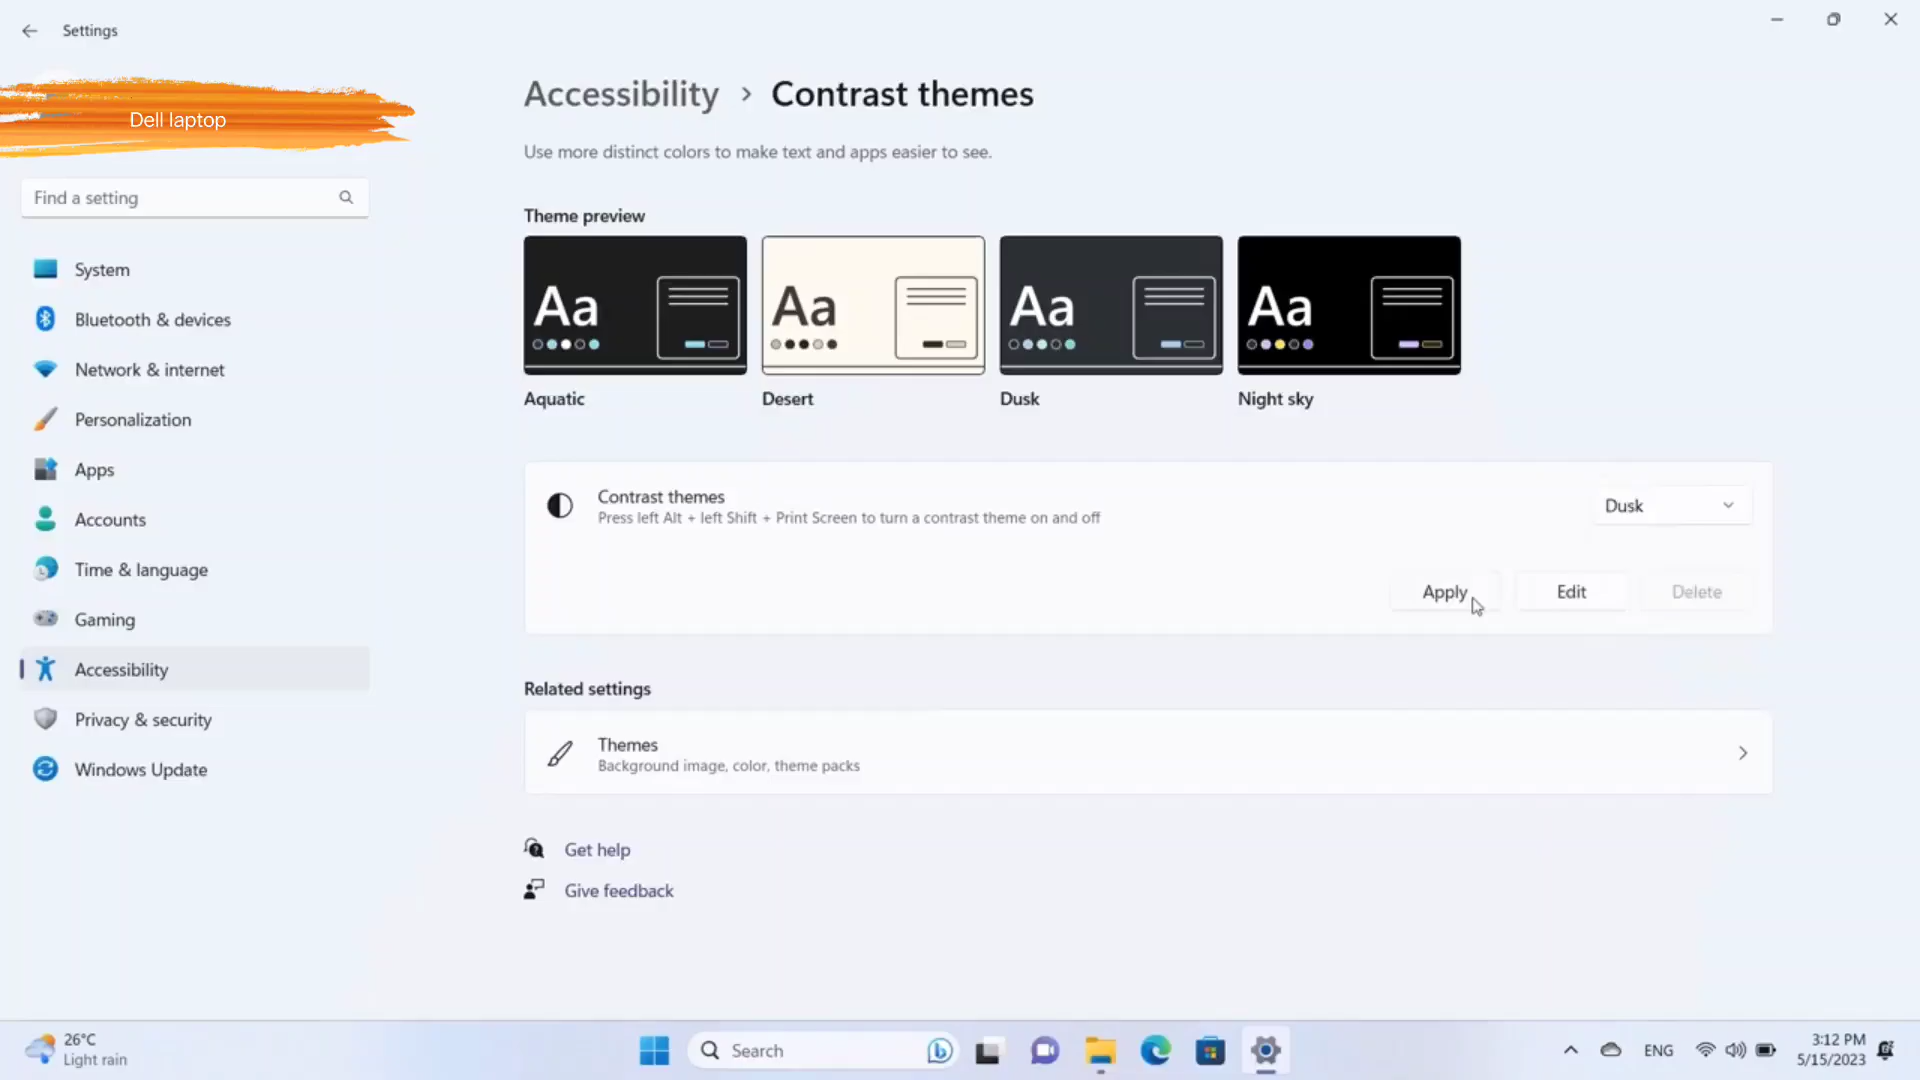 Settings
Dell laptop
Find a setting
System
Bluetooth & devices
Network & internet
Personalization
Apps
Accounts
Time & language
Gaming
Accessibility
Privacy & security
Windows Update
Accessibility > Contrast themes
Use more distinct colors to make text and apps easier to see.
Theme preview
Aa Aa Aa Aa
Aquatic Desert Dusk Night sky
Contrast themes
Press left Alt + left Shift + Print Screen to turn a contrast theme on and off
Dusk
Apply Edit Delete
Related settings
Themes
Background image, color, theme packs
Get help
Give feedback
26°C
Light rain
Search
ENG
3:12 PM
5/15/2023